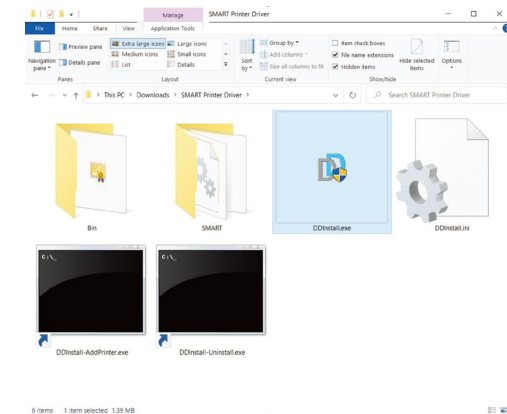 Manage
SMART Printer Driver
File
Home
Share
View
Application Tools
Navigation pane
Preview pane
Details pane
Extra large icons
Large icons
Medium icons
Small icons
List
Details
Sort by
Group by
Add columns
Size all columns to fit
Item check boxes
File name extensions
Hidden items
Hide selected items
Options
Panes
Layout
Current view
Show/hide
This PC > Downloads > SMART Printer Driver >
Search SMART Printer Driver
Bin
SMART
DDInstall.exe
DDInstall.ini
C:\_
C:\_
DDInstall-AddPrinter.exe
DDInstall-Uninstall.exe
6 items
1 item selected 1.39 MB